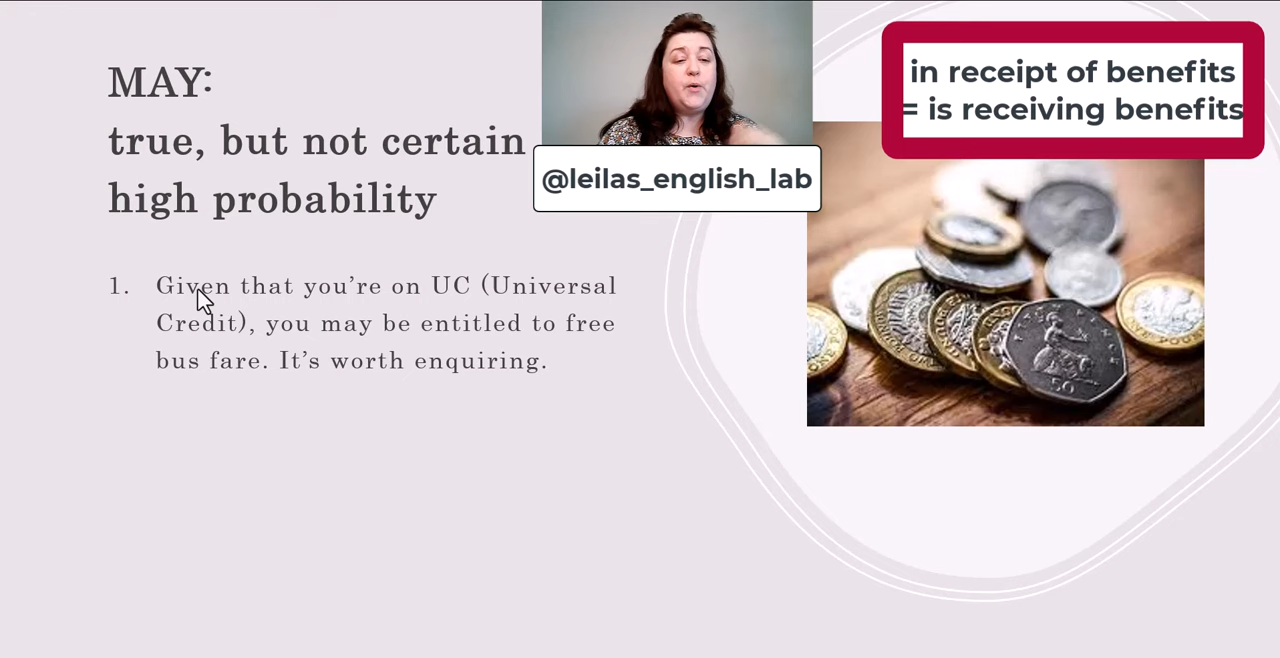 MAY:
true, but not certain
high probability
1. Given that you’re on UC (Universal
Credit), you may be entitled to free
bus fare. It’s worth enquiring.
@leilas_english_lab
in receipt of benefits
= is receiving benefits
50